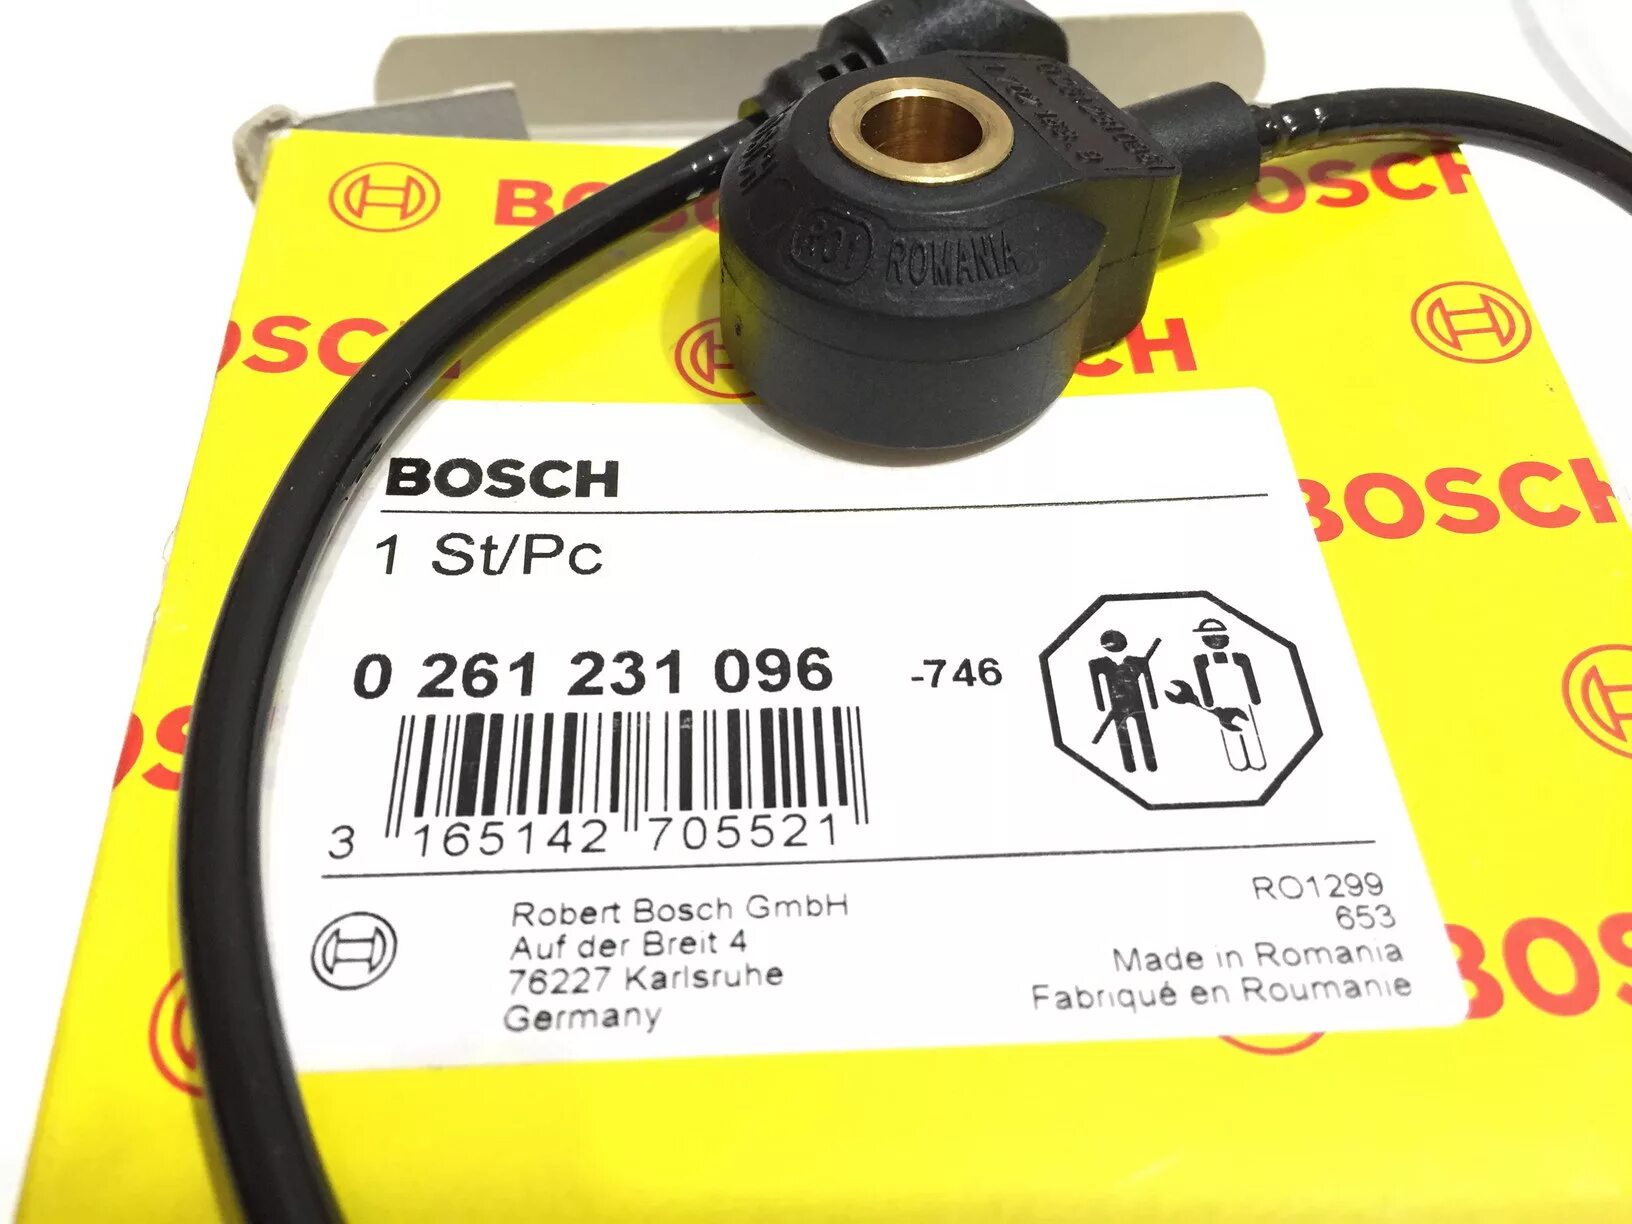 BOSCH
BOSCH
ROMANIA
BOSCH
BOSCH
1 St/Pc
0 261 231 096 -746
3 165142 705521
RO1299
653
Robert Bosch GmbH
Auf der Breit 4
76227 Karlsruhe
Germany
Made in Romania
Fabriqué en Roumanie